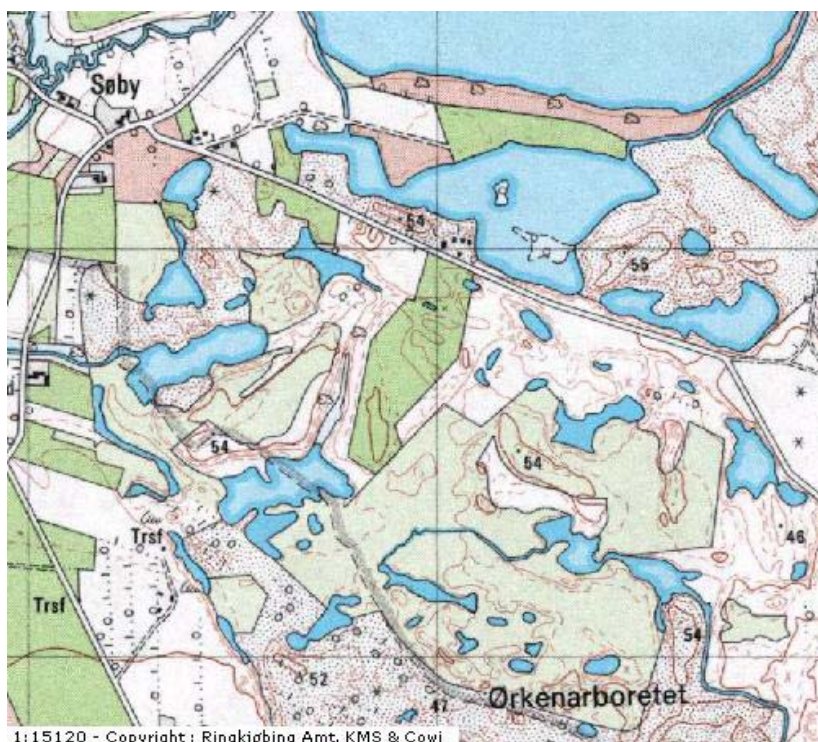 Søby
54
56
54
54
Trsf
46
Trsf
54
52
47
Ørkenarboretet
1:15120 - Copyright : Ringkjøbing Amt, KMS & Cowi